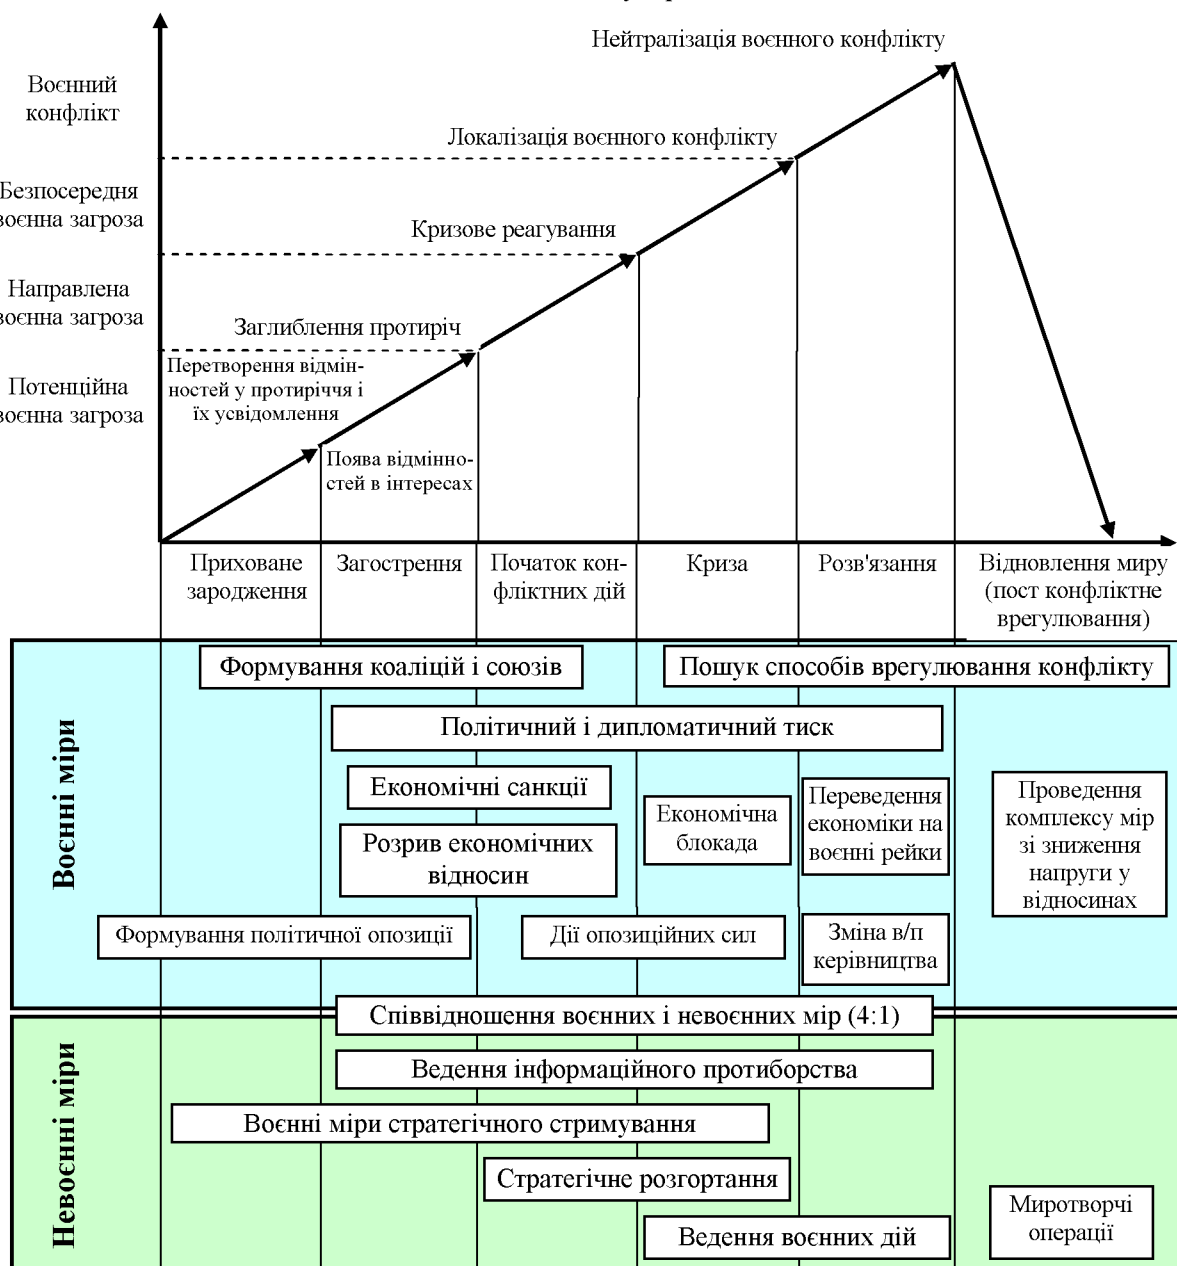 Нейтралізація воєнного конфлікту
Воєнний
конфлікт
Локалізація воєнного конфлікту
Безпосередня
воєнна загроза
Кризове реагування
Направлена
воєнна загроза
Заглиблення протиріч
Перетворення відмін-
ностей у протиріччя і
їх усвідомлення
Потенційна
воєнна загроза
Поява відмінно-
стей в інтересах
Приховане
зародження
Загострення
Початок кон-
фліктних дій
Криза
Розв'язання
Відновлення миру
(пост конфліктне
врегулювання)
Воєнні міри
Формування коаліцій і союзів
Пошук способів врегулювання конфлікту
Політичний і дипломатичний тиск
Економічні санкції
Розрив економічних
відносин
Економічна
блокада
Переведення
економіки на
воєнні рейки
Проведення
комплексу мір
зі зниження
напруги у
відносинах
Формування політичної опозиції
Дії опозиційних сил
Зміна в/п
керівництва
Співвідношення воєнних і невоєнних мір (4:1)
Невоєнні міри
Ведення інформаційного протиборства
Воєнні міри стратегічного стримування
Стратегічне розгортання
Ведення воєнних дій
Миротворчі
операції